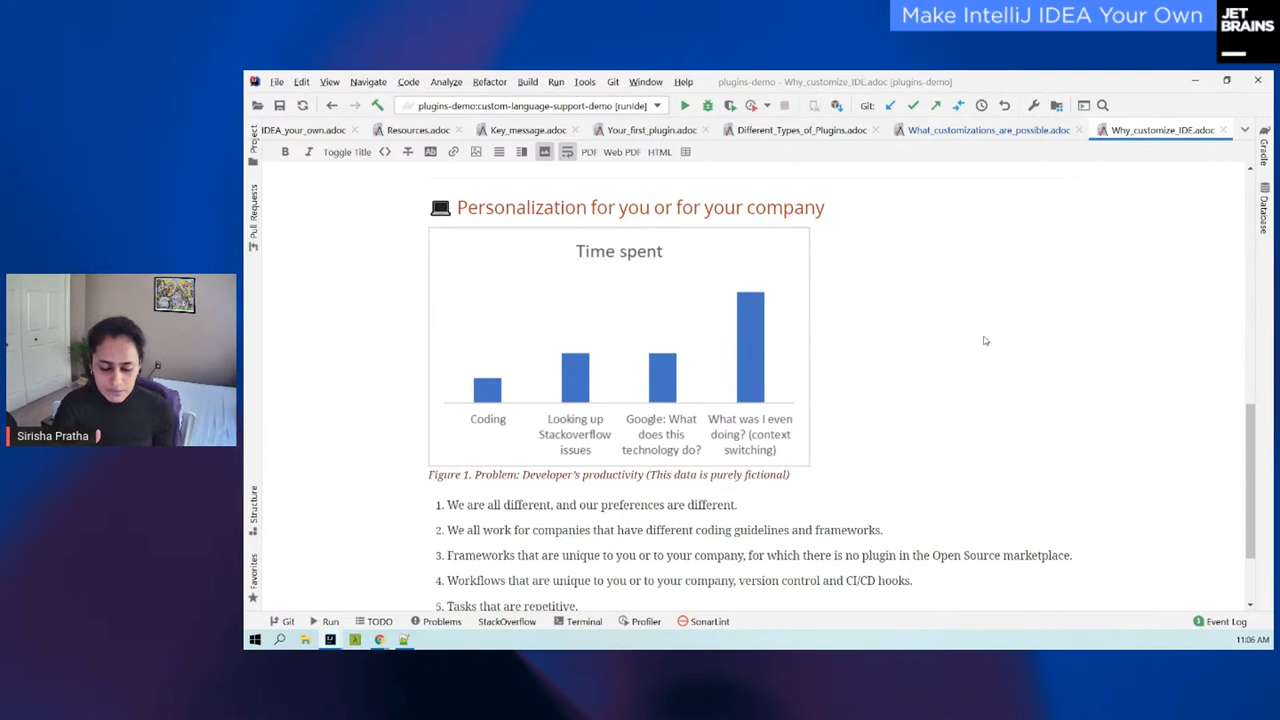 Make IntelliJ IDEA Your Own
JET
BRAINS
File Edit View Navigate Code Analyze Refactor Build Run Tools Git Window Help plugins-demo - Why_customize_IDE.adoc [plugins-demo]
plugins-demo:custom-language-support-demo [runIde] Git:
IDEA_your_own.adoc Resources.adoc Key_message.adoc Your_first_plugin.adoc Different_Types_of_Plugins.adoc What_customizations_are_possible.adoc Why_customize_IDE.adoc
B I Toggle Title PDF Web PDF HTML
Project
Pull Requests
Structure
Favorites
Gradle
Database
Personalization for you or for your company
Time spent
Coding
Looking up
Stackoverflow
issues
Google: What
does this
technology do?
What was I even
doing? (context
switching)
Figure 1. Problem: Developer's productivity (This data is purely fictional)
1. We are all different, and our preferences are different.
2. We all work for companies that have different coding guidelines and frameworks.
3. Frameworks that are unique to you or to your company, for which there is no plugin in the Open Source marketplace.
4. Workflows that are unique to you or to your company, version control and CI/CD hooks.
5. Tasks that are repetitive,
Sirisha Pratha
Git Run TODO Problems StackOverflow Terminal Profiler SonarLint Event Log
11:06 AM